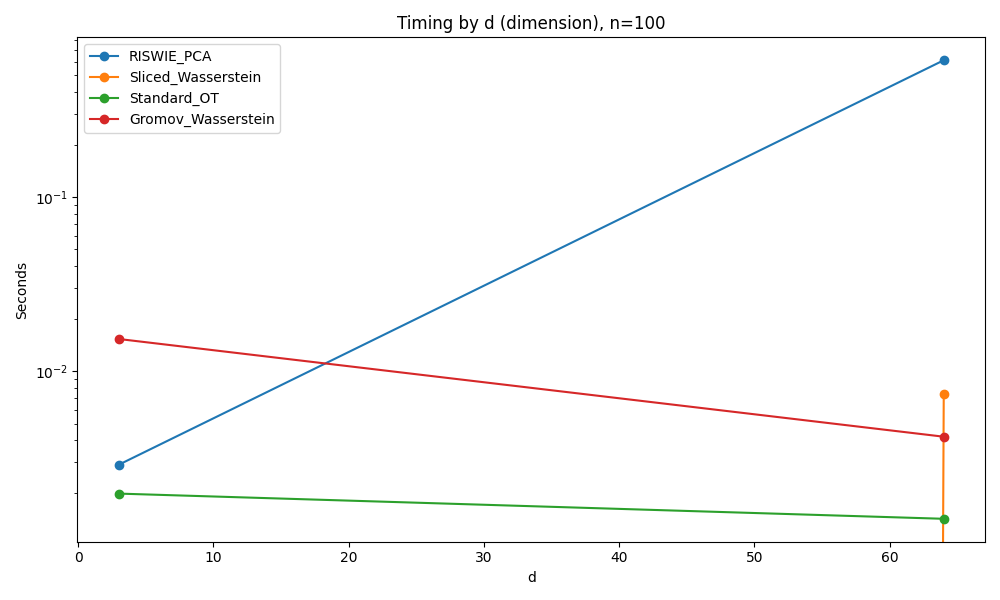 Timing by d (dimension), n=100
RISWIE_PCA
Sliced_Wasserstein
Standard_OT
Gromov_Wasserstein
Seconds
10⁻¹
10⁻²
0 10 20 30 40 50 60
d